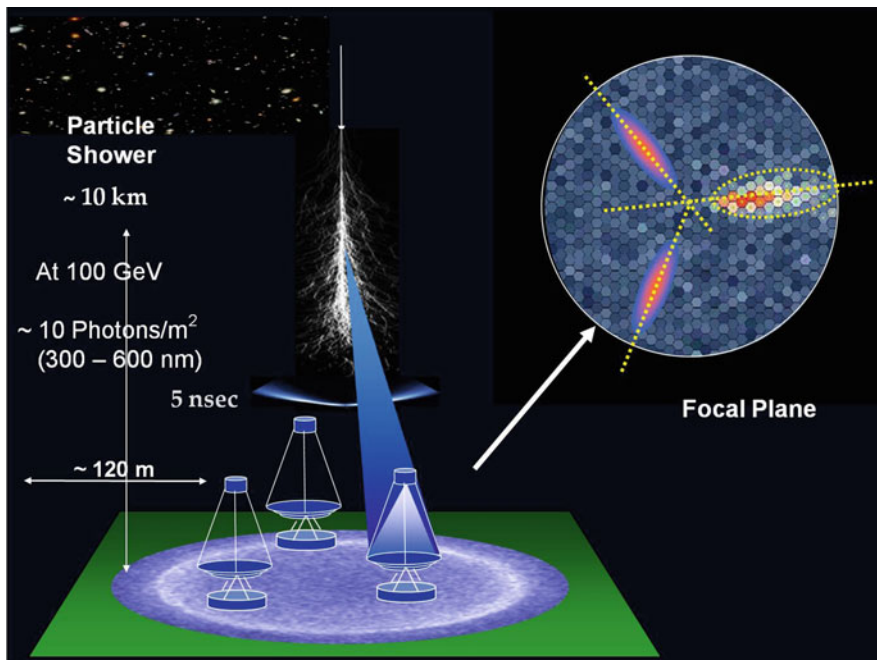 Particle
Shower
~ 10 km
At 100 GeV
~ 10 Photons/m²
(300 – 600 nm)
5 nsec
~ 120 m
Focal Plane